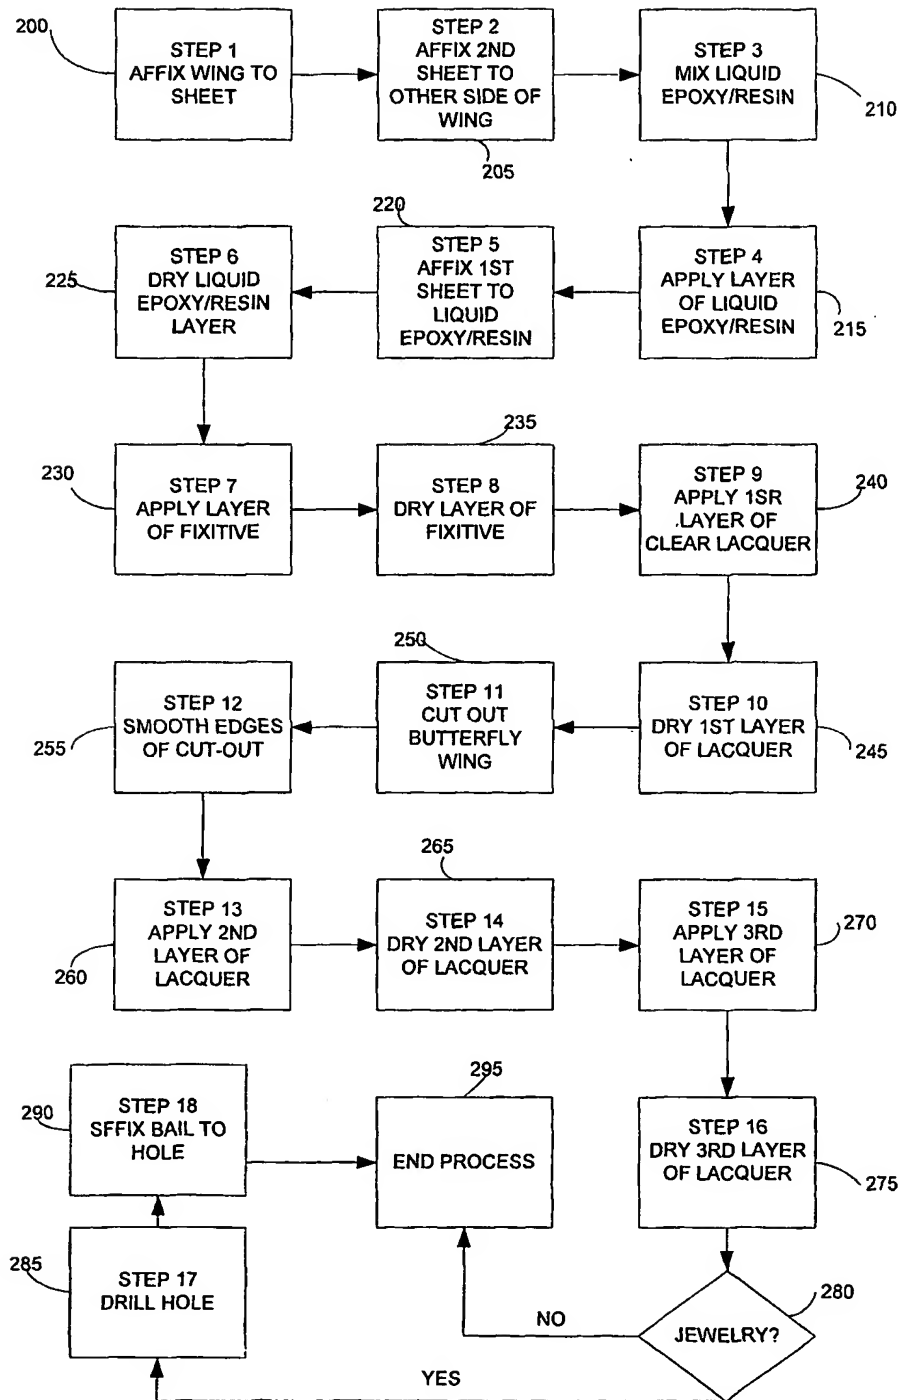 200
STEP 1
AFFIX WING TO
SHEET
STEP 2
AFFIX 2ND
SHEET TO
OTHER SIDE OF
WING
205
STEP 3
MIX LIQUID
EPOXY/RESIN
210
STEP 4
APPLY LAYER
OF LIQUID
EPOXY/RESIN
215
220
STEP 5
AFFIX 1ST
SHEET TO
LIQUID
EPOXY/RESIN
225
STEP 6
DRY LIQUID
EPOXY/RESIN
LAYER
230
STEP 7
APPLY LAYER
OF FIXITIVE
235
STEP 8
DRY LAYER OF
FIXITIVE
STEP 9
APPLY 1SR
LAYER OF
CLEAR LACQUER
240
STEP 10
DRY 1ST LAYER
OF LACQUER
245
250
STEP 11
CUT OUT
BUTTERFLY
WING
STEP 12
SMOOTH EDGES
OF CUT-OUT
255
STEP 13
APPLY 2ND
LAYER OF
LACQUER
260
265
STEP 14
DRY 2ND LAYER
OF LACQUER
STEP 15
APPLY 3RD
LAYER OF
LACQUER
270
STEP 16
DRY 3RD LAYER
OF LACQUER
275
JEWELRY?
280
NO
YES
285
STEP 17
DRILL HOLE
290
STEP 18
SFFIX BAIL TO
HOLE
295
END PROCESS